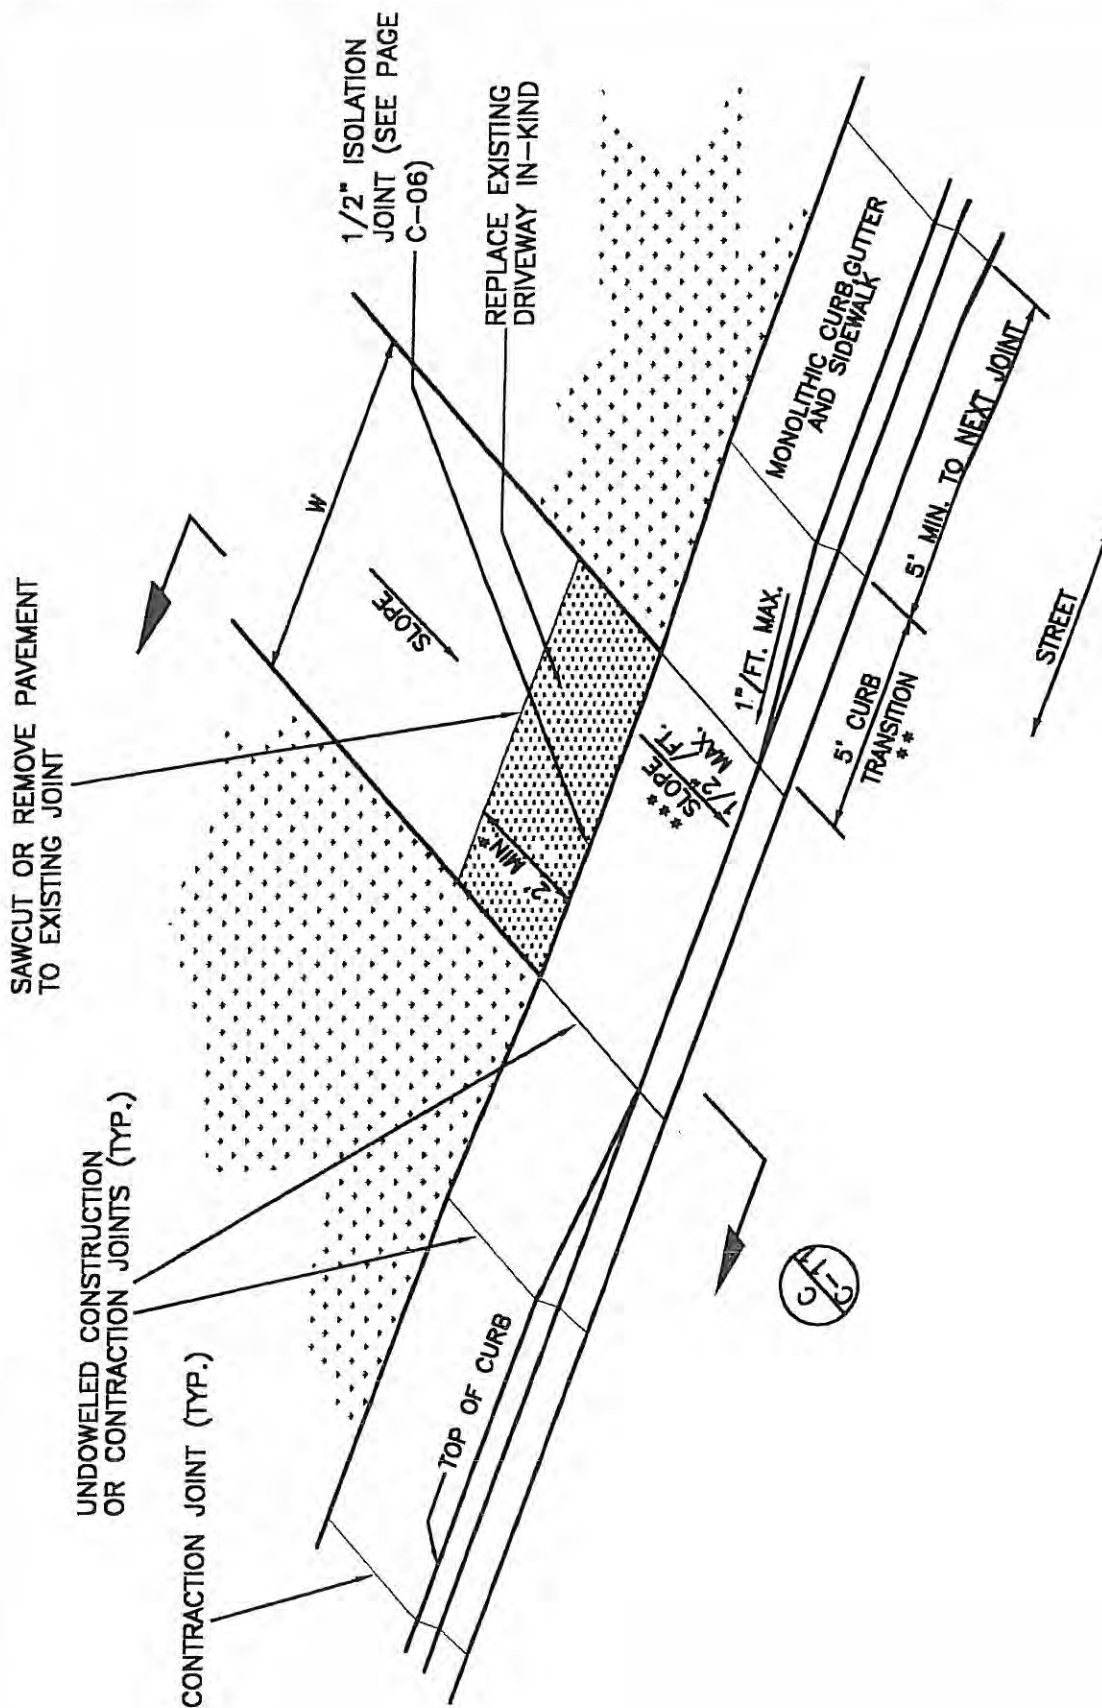 SAWCUT OR REMOVE PAVEMENT
TO EXISTING JOINT
UNDOWELED CONSTRUCTION
OR CONTRACTION JOINTS (TYP.)
CONTRACTION JOINT (TYP.)
1/2" ISOLATION
JOINT (SEE PAGE
C-06)
REPLACE EXISTING
DRIVEWAY IN-KIND
W
SLOPE
2' MIN.*
SLOPE
***
1/2"/FT.
MAX.
1"/FT. MAX.
MONOLITHIC CURB,GUTTER
AND SIDEWALK
TOP OF CURB
5' CURB
TRANSITION
**
5' MIN. TO NEXT JOINT
STREET
C
C-11